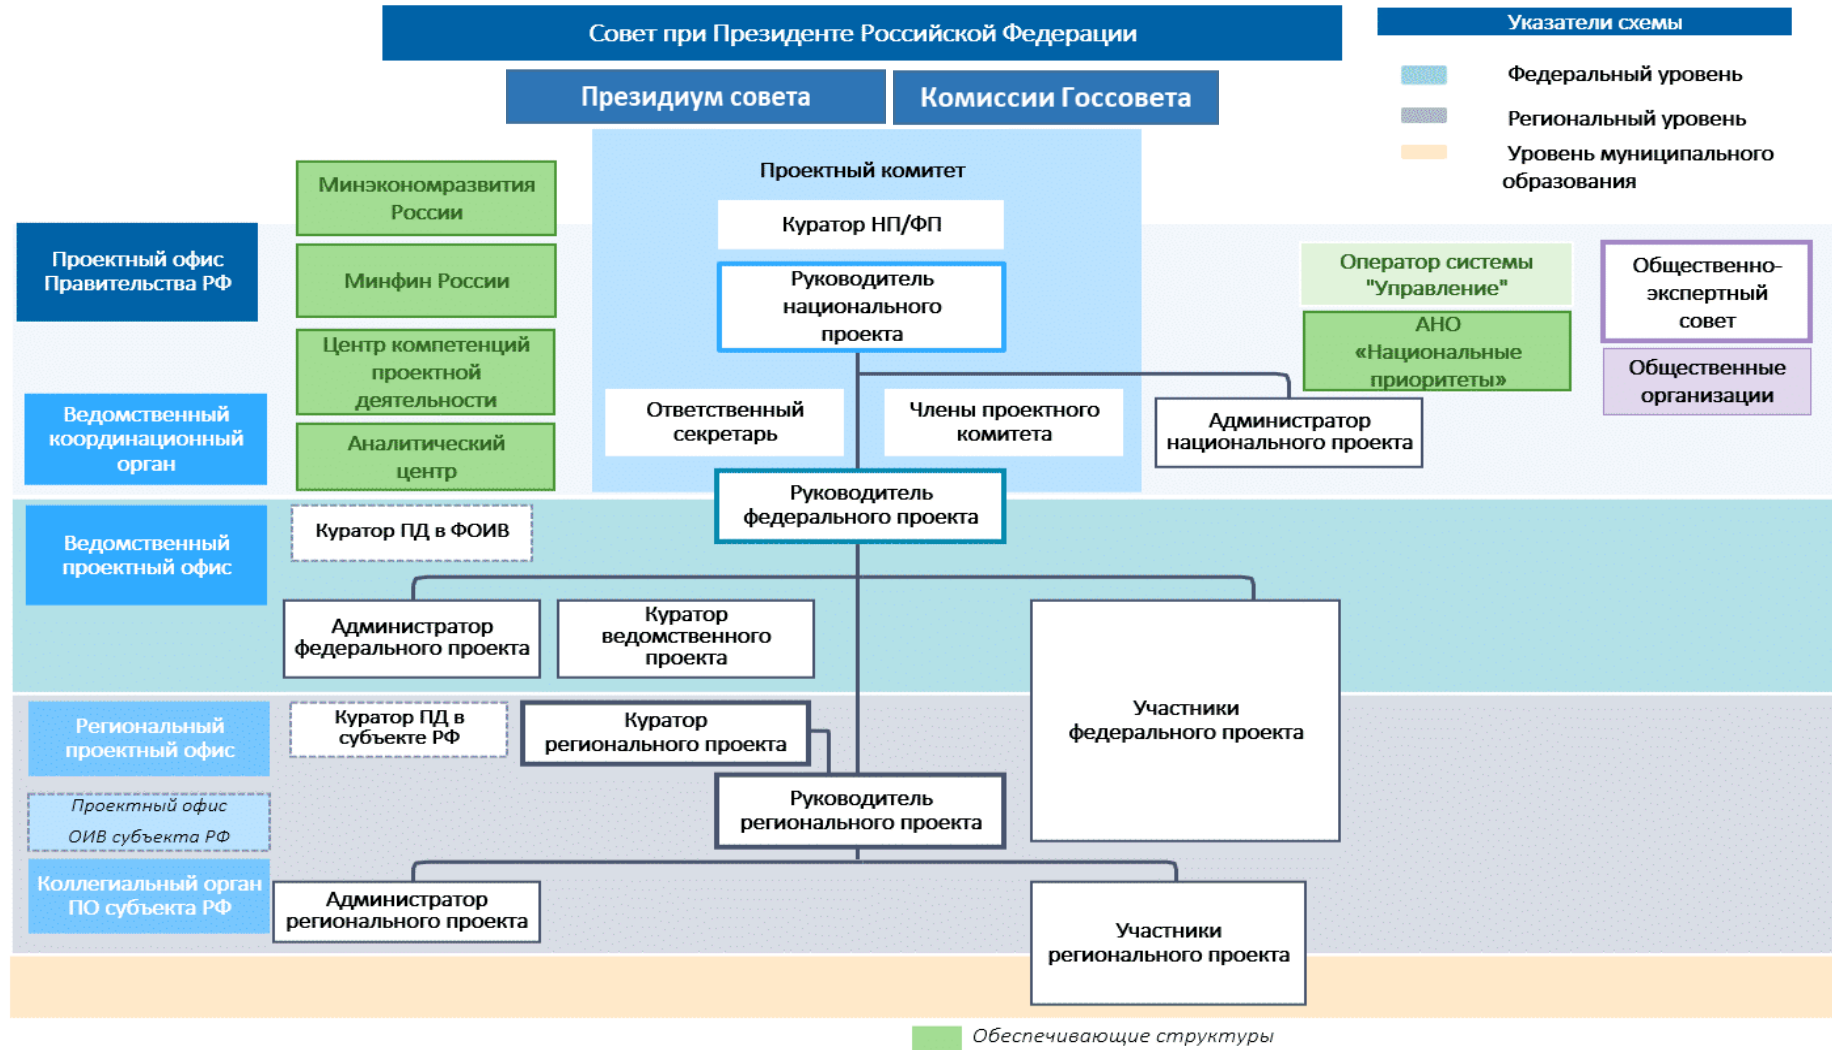 Совет при Президенте Российской Федерации
Президиум совета
Комиссии Госсовета
Указатели схемы
Федеральный уровень
Региональный уровень
Уровень муниципального
образования
Проектный офис
Правительства РФ
Ведомственный
координационный
орган
Минэкономразвития
России
Минфин России
Центр компетенций
проектной
деятельности
Аналитический
центр
Проектный комитет
Куратор НП/ФП
Руководитель
национального
проекта
Ответственный
секретарь
Члены проектного
комитета
Администратор
национального проекта
Оператор системы
"Управление"
АНО
«Национальные
приоритеты»
Общественно-
экспертный
совет
Общественные
организации
Руководитель
федерального проекта
Ведомственный
проектный офис
Куратор ПД в ФОИВ
Администратор
федерального проекта
Куратор
ведомственного
проекта
Участники
федерального проекта
Региональный
проектный офис
Куратор ПД в
субъекте РФ
Куратор
регионального проекта
Руководитель
регионального проекта
Проектный офис
ОИВ субъекта РФ
Коллегиальный орган
ПО субъекта РФ
Администратор
регионального проекта
Участники
регионального проекта
Обеспечивающие структуры